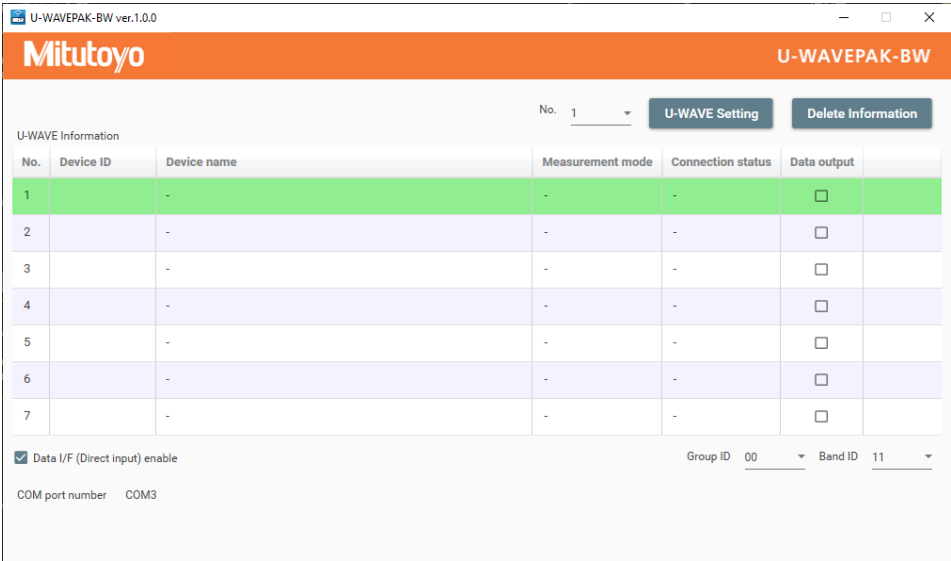 U-WAVEPAK-BW ver.1.0.0
Mitutoyo
U-WAVEPAK-BW
No. 1 U-WAVE Setting Delete Information
U-WAVE Information
No. Device ID Device name Measurement mode Connection status Data output
1 - - -
2 - - -
3 - - -
4 - - -
5 - - -
6 - - -
7 - - -
Data I/F (Direct input) enable Group ID 00 Band ID 11
COM port number COM3